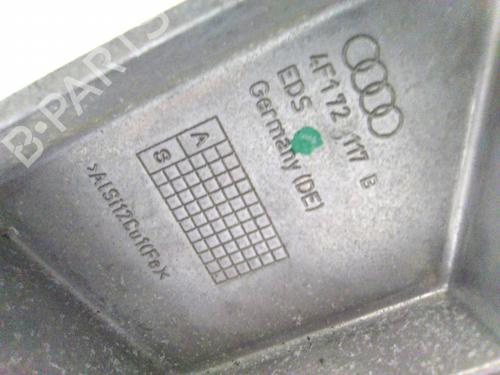 B-PARTS
4F1 72 117 B
EDS
Germany (DE)
A
S
>AlSi12Cu1(Fe)<